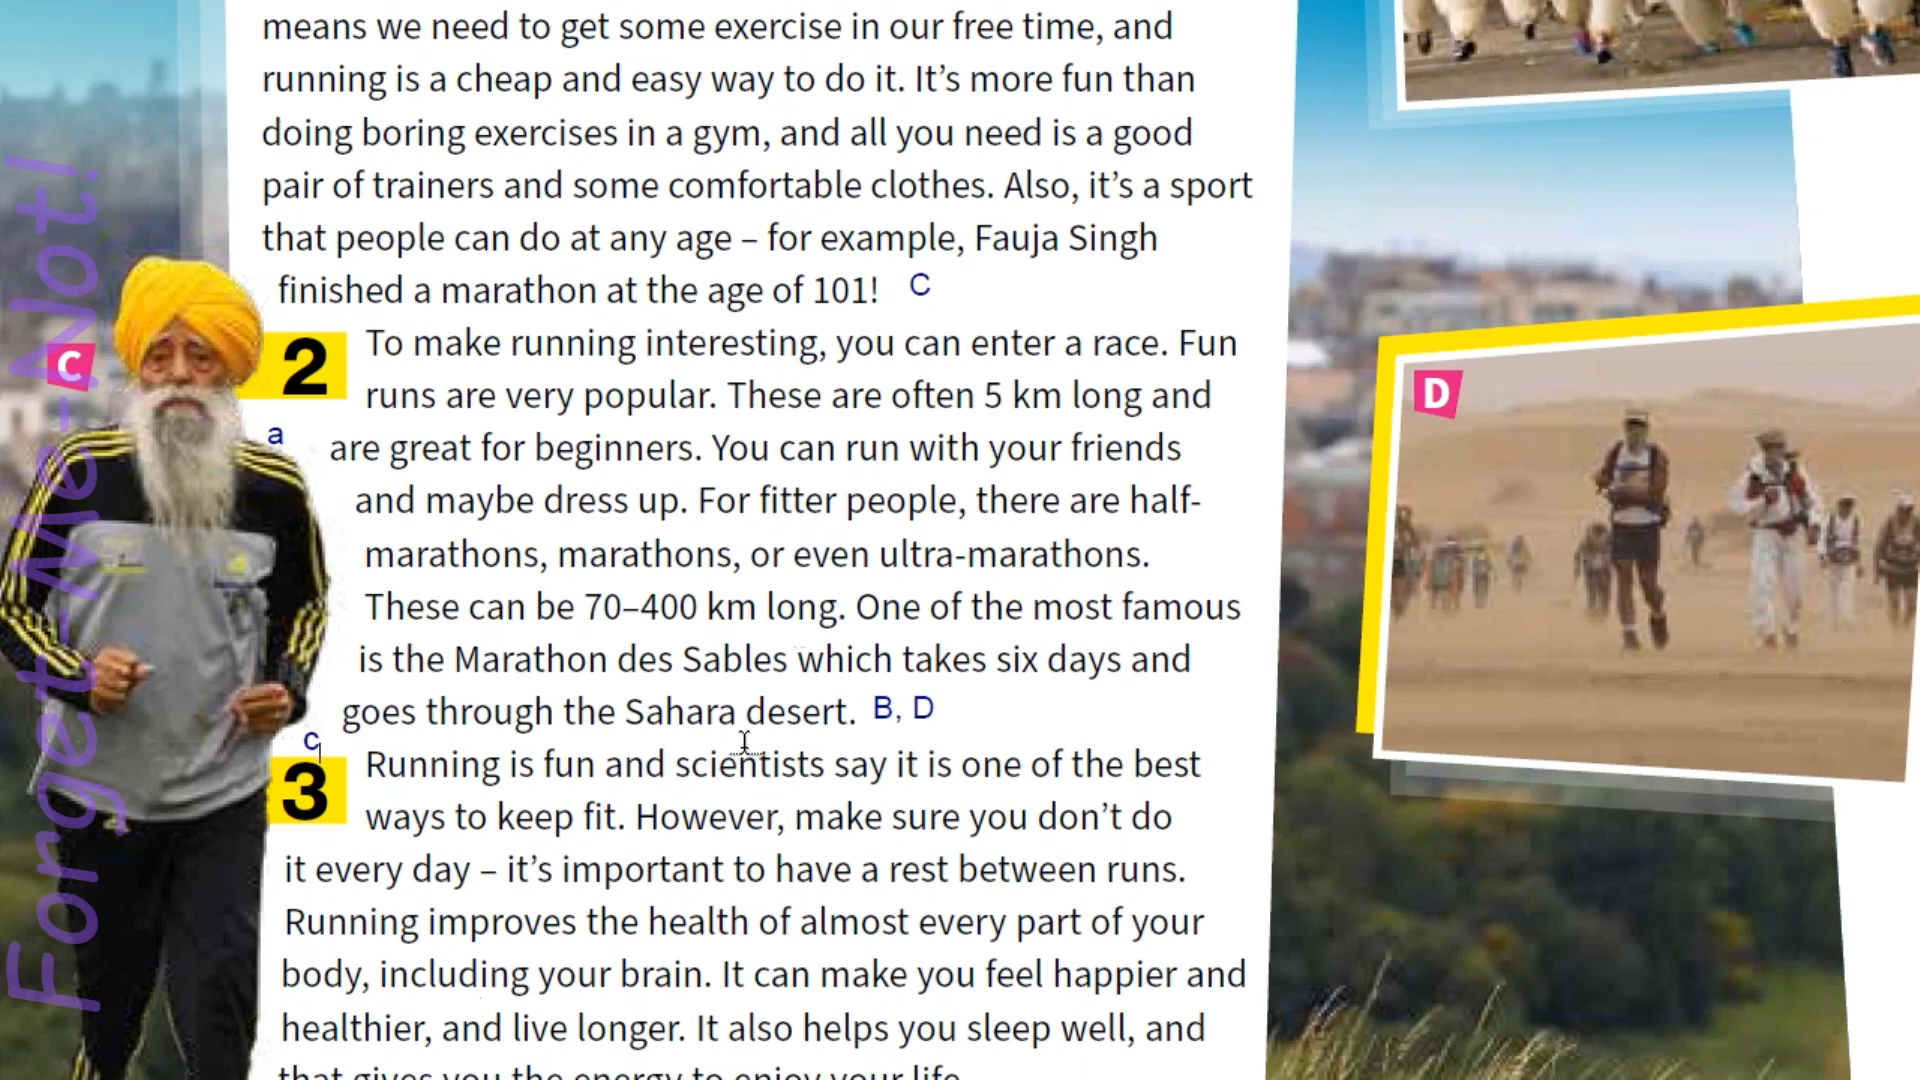 means we need to get some exercise in our free time, and
running is a cheap and easy way to do it. It's more fun than
doing boring exercises in a gym, and all you need is a good
pair of trainers and some comfortable clothes. Also, it's a sport
that people can do at any age – for example, Fauja Singh
finished a marathon at the age of 101! C
2 To make running interesting, you can enter a race. Fun
runs are very popular. These are often 5 km long and
a
are great for beginners. You can run with your friends
and maybe dress up. For fitter people, there are half-
marathons, marathons, or even ultra-marathons.
These can be 70–400 km long. One of the most famous
is the Marathon des Sables which takes six days and
goes through the Sahara desert. B, D
c
3 Running is fun and scientists say it is one of the best
ways to keep fit. However, make sure you don't do
it every day – it's important to have a rest between runs.
Running improves the health of almost every part of your
body, including your brain. It can make you feel happier and
healthier, and live longer. It also helps you sleep well, and
that gives you the energy to enjoy your life.
C
D
Forget-Me-Not!